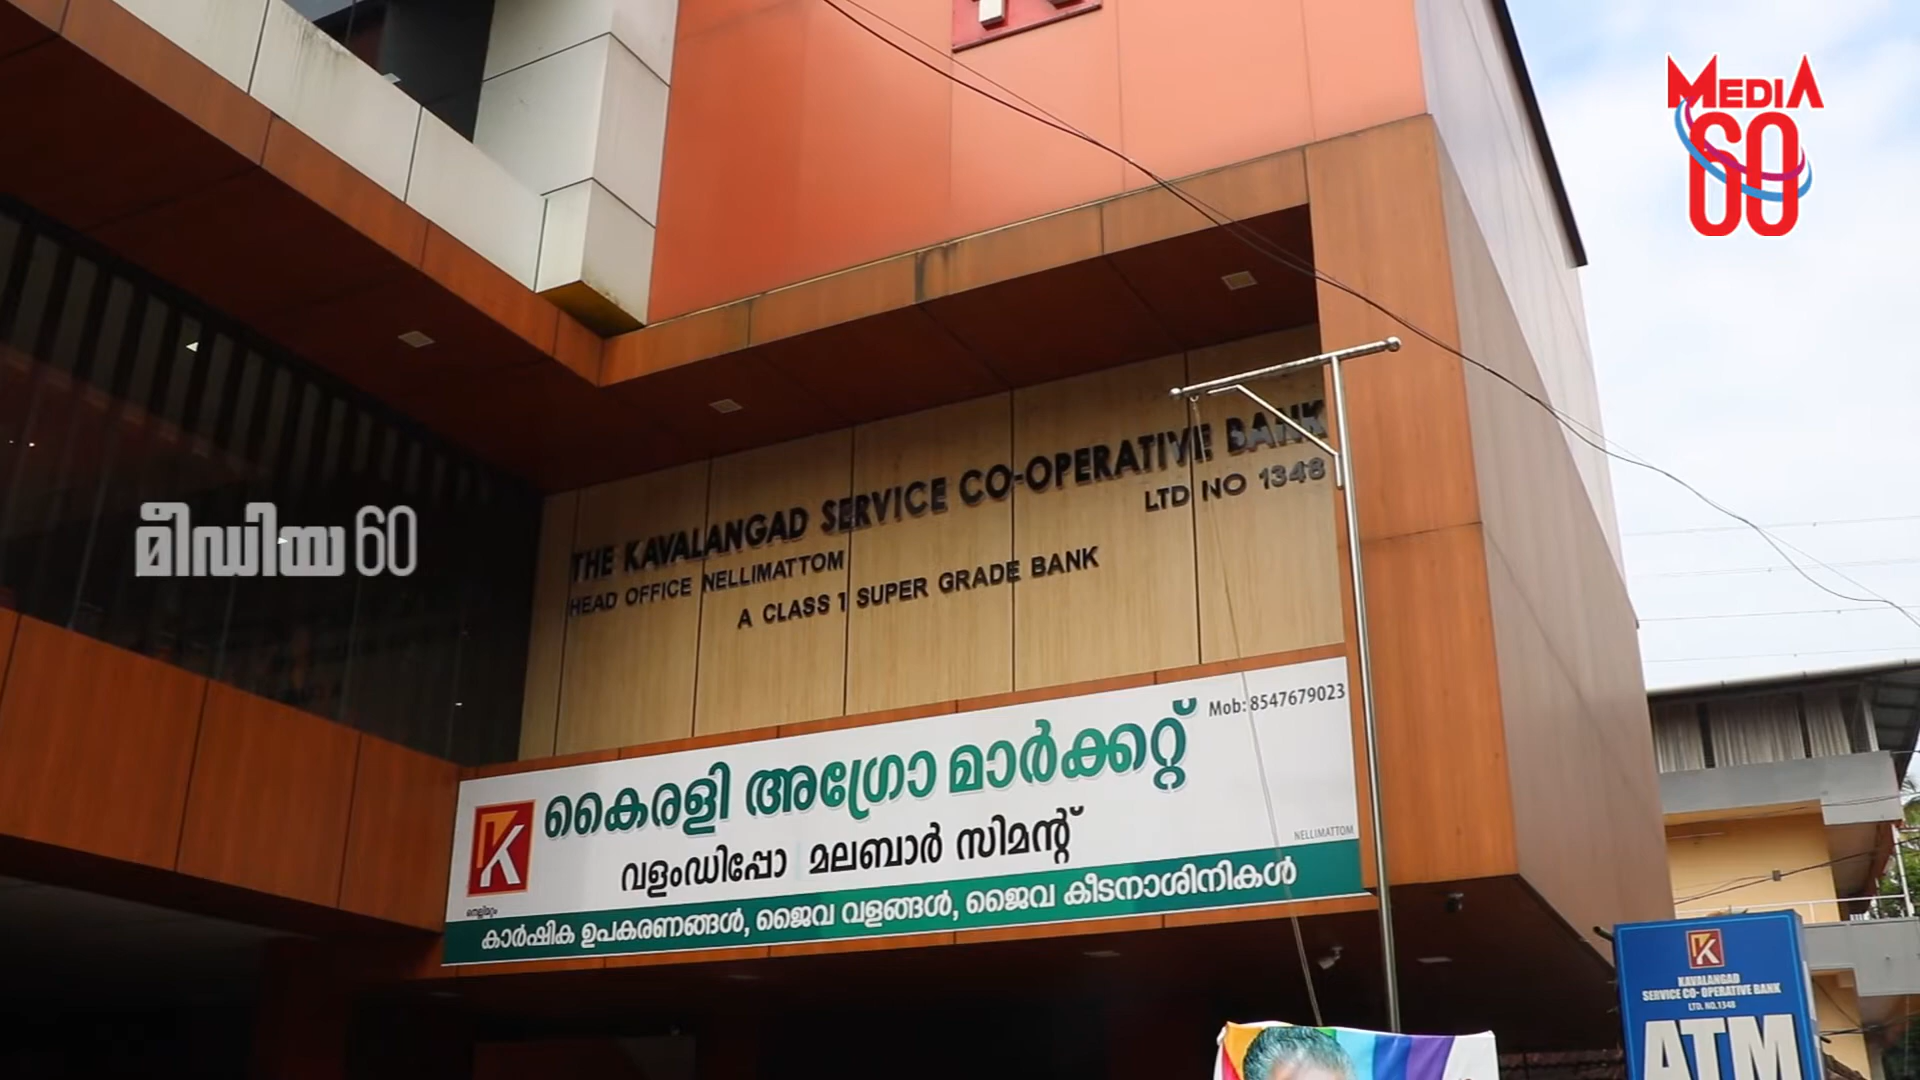 MEDIA
60
മീഡിയ 60
THE KAVALANGAD SERVICE CO-OPERATIVE BANK
LTD NO 1348
HEAD OFFICE NELLIMATTOM
A CLASS 1 SUPER GRADE BANK
Mob: 8547679023
കൈരളി അഗ്രോ മാർക്കറ്റ്
വളംഡിപ്പോ മലബാർ സിമന്റ്
NELLIMATTOM
K
നെല്ലിമറ്റം
കാർഷിക ഉപകരണങ്ങൾ, ജൈവ വളങ്ങൾ, ജൈവ കീടനാശിനികൾ
K
KAVALANGAD
SERVICE CO- OPERATIVE BANK
LTD. NO.1348
ATM